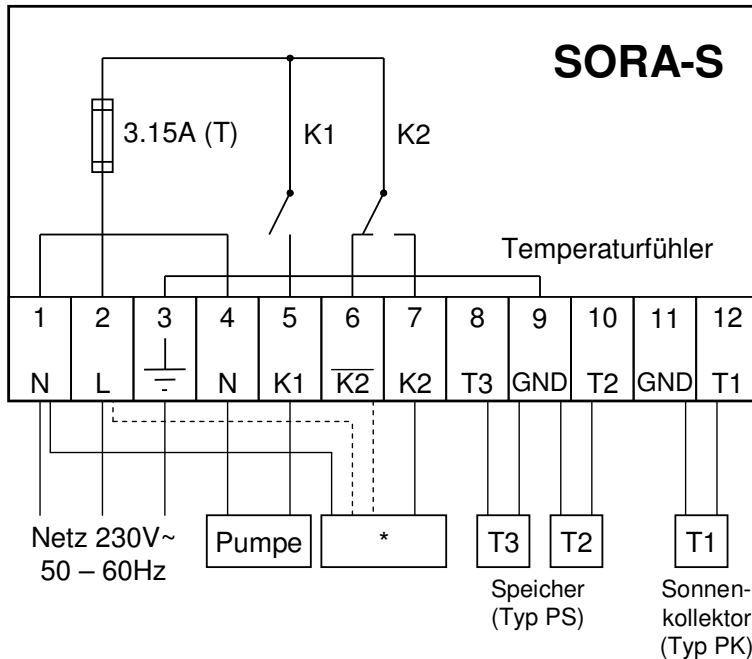 SORA-S
3.15A (T)
K1
K2
Temperaturfühler
1 2 3 4 5 6 7 8 9 10 11 12
N L N K1 K2 K2 T3 GND T2 GND T1
Netz 230V~
50 – 60Hz
Pumpe
*
T3
T2
T1
Speicher
(Typ PS)
Sonnen-
kollektor
(Typ PK)